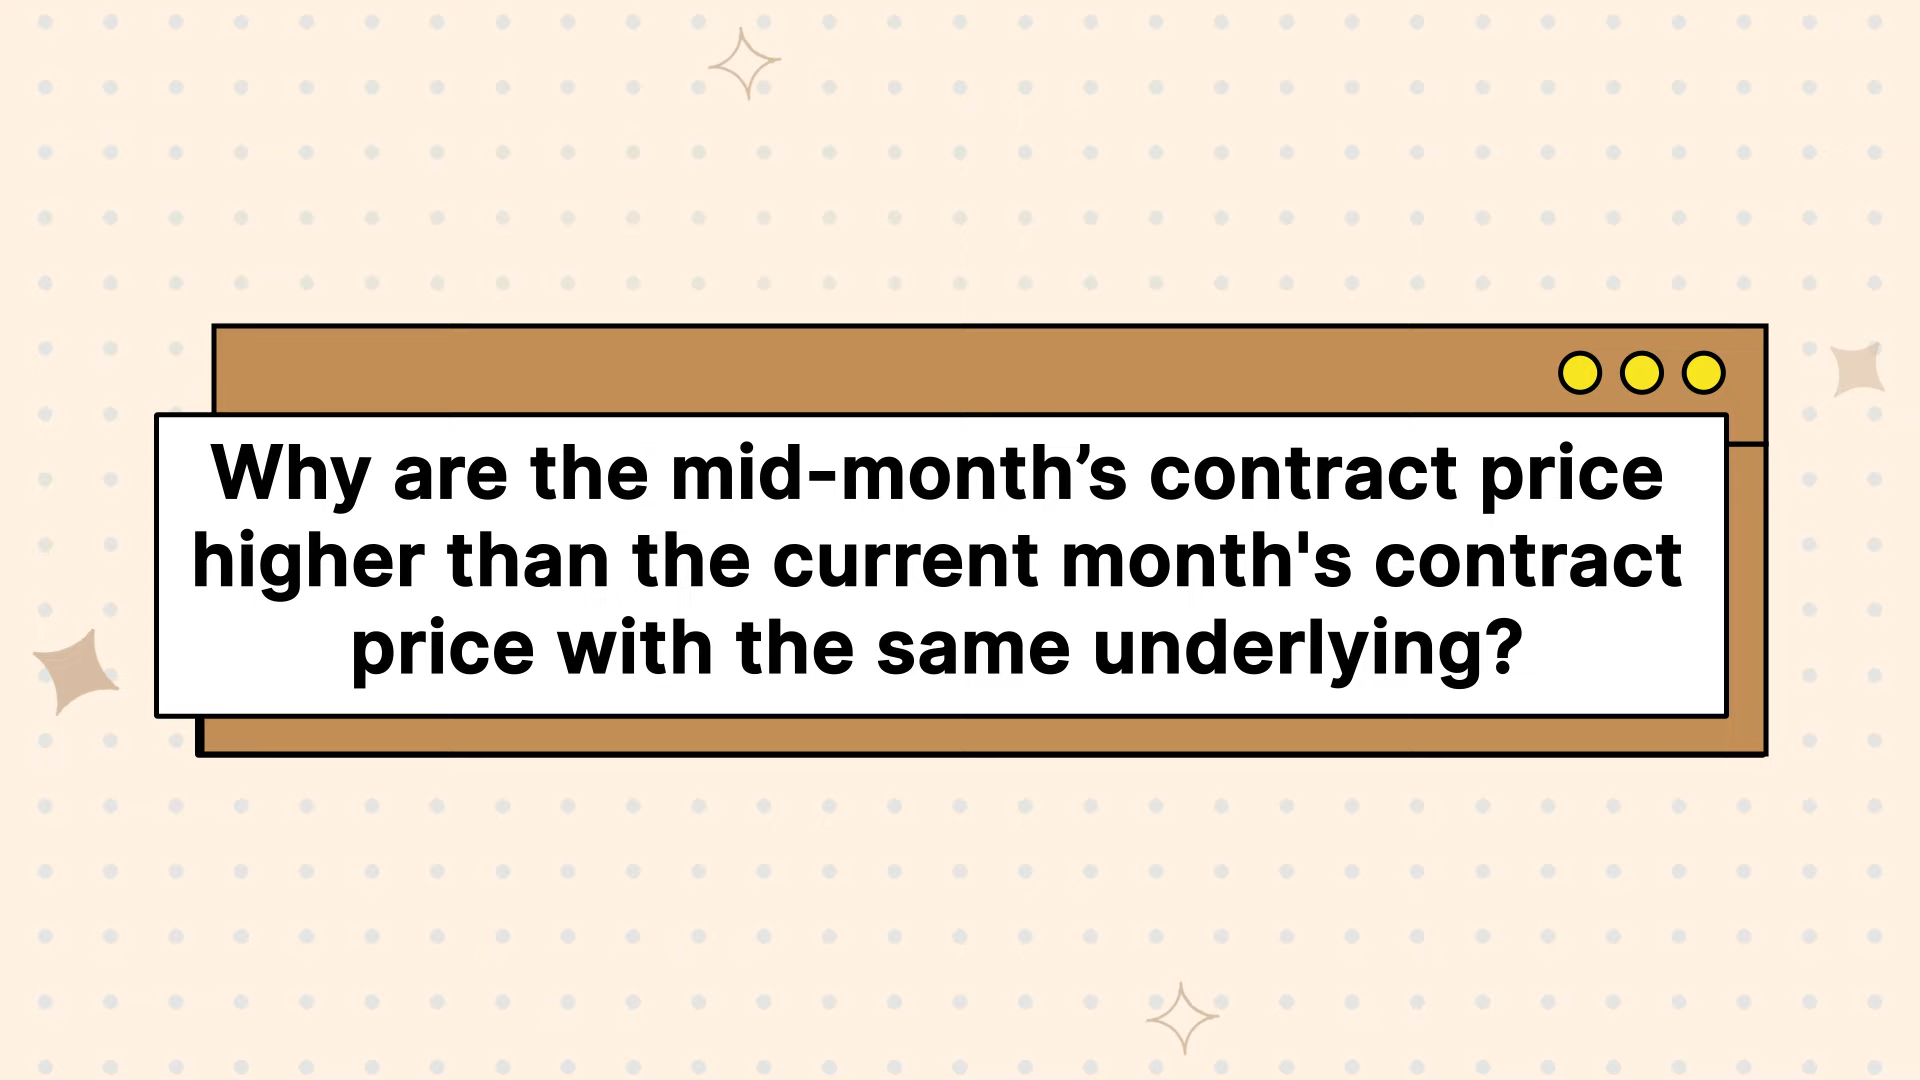 Why are the mid-month’s contract price
higher than the current month's contract
price with the same underlying?